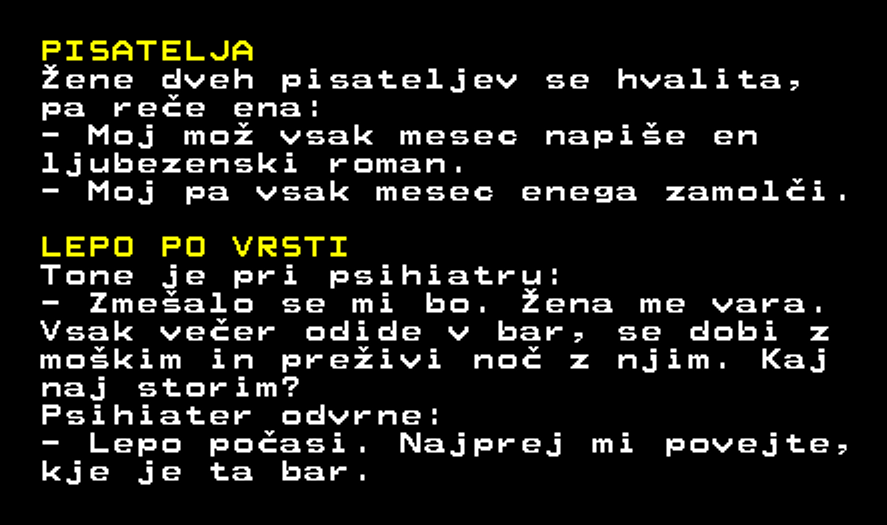 PISATELJA
Žene dveh pisateljev se hvalita,
pa reče ena:
- Moj mož vsak mesec napiše en
ljubezenski roman.
- Moj pa vsak mesec enega zamolči.
LEPO PO VRSTI
Tone je pri psihiatru:
- Zmešalo se mi bo. Žena me vara.
Vsak večer odide v bar, se dobi z
moškim in preživi noč z njim. Kaj
naj storim?
Psihiater odvrne:
- Lepo počasi. Najprej mi povejte,
kje je ta bar.